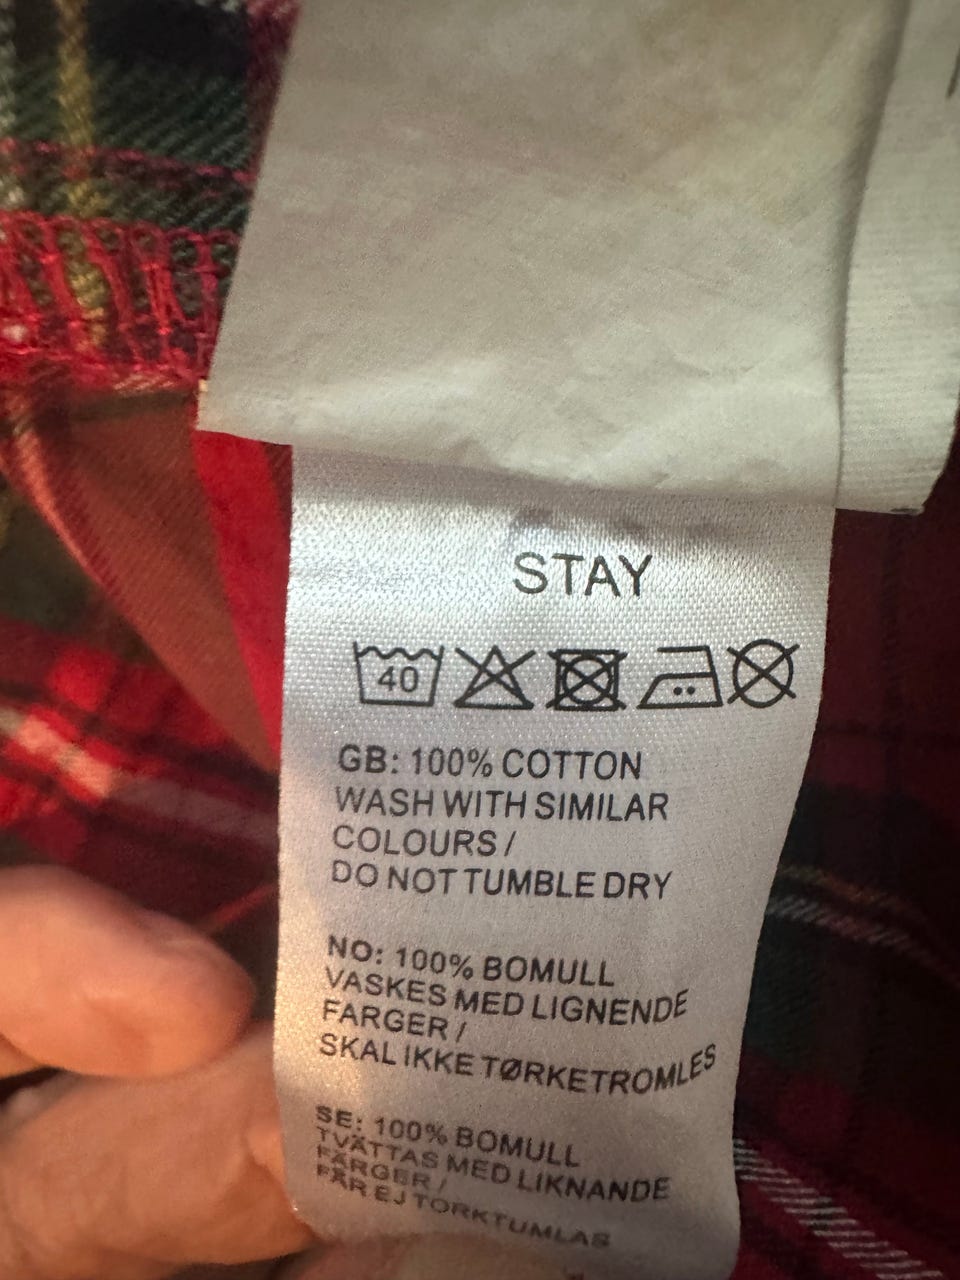 STAY
40
GB: 100% COTTON
WASH WITH SIMILAR
COLOURS /
DO NOT TUMBLE DRY
NO: 100% BOMULL
VASKES MED LIGNENDE
FARGER /
SKAL IKKE TØRKETROMLES
SE: 100% BOMULL
TVÄTTAS MED LIKNANDE
FÄRGER /
FÅR EJ TORKTUMLAS